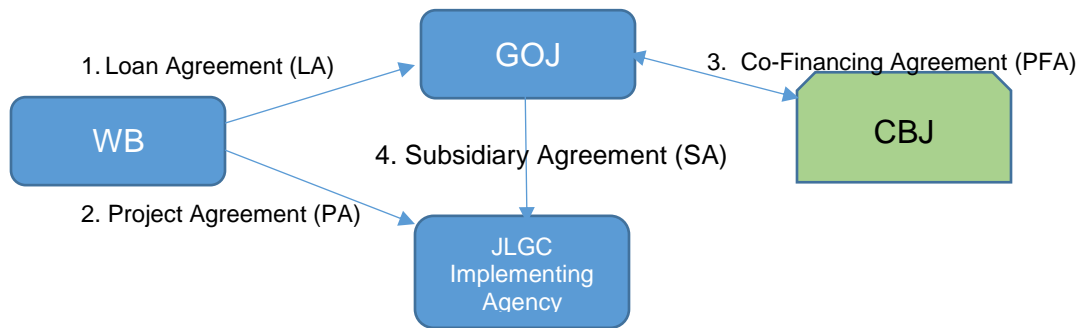 GOJ
1. Loan Agreement (LA)
3. Co-Financing Agreement (PFA)
WB
CBJ
4. Subsidiary Agreement (SA)
2. Project Agreement (PA)
JLGC
Implementing
Agency